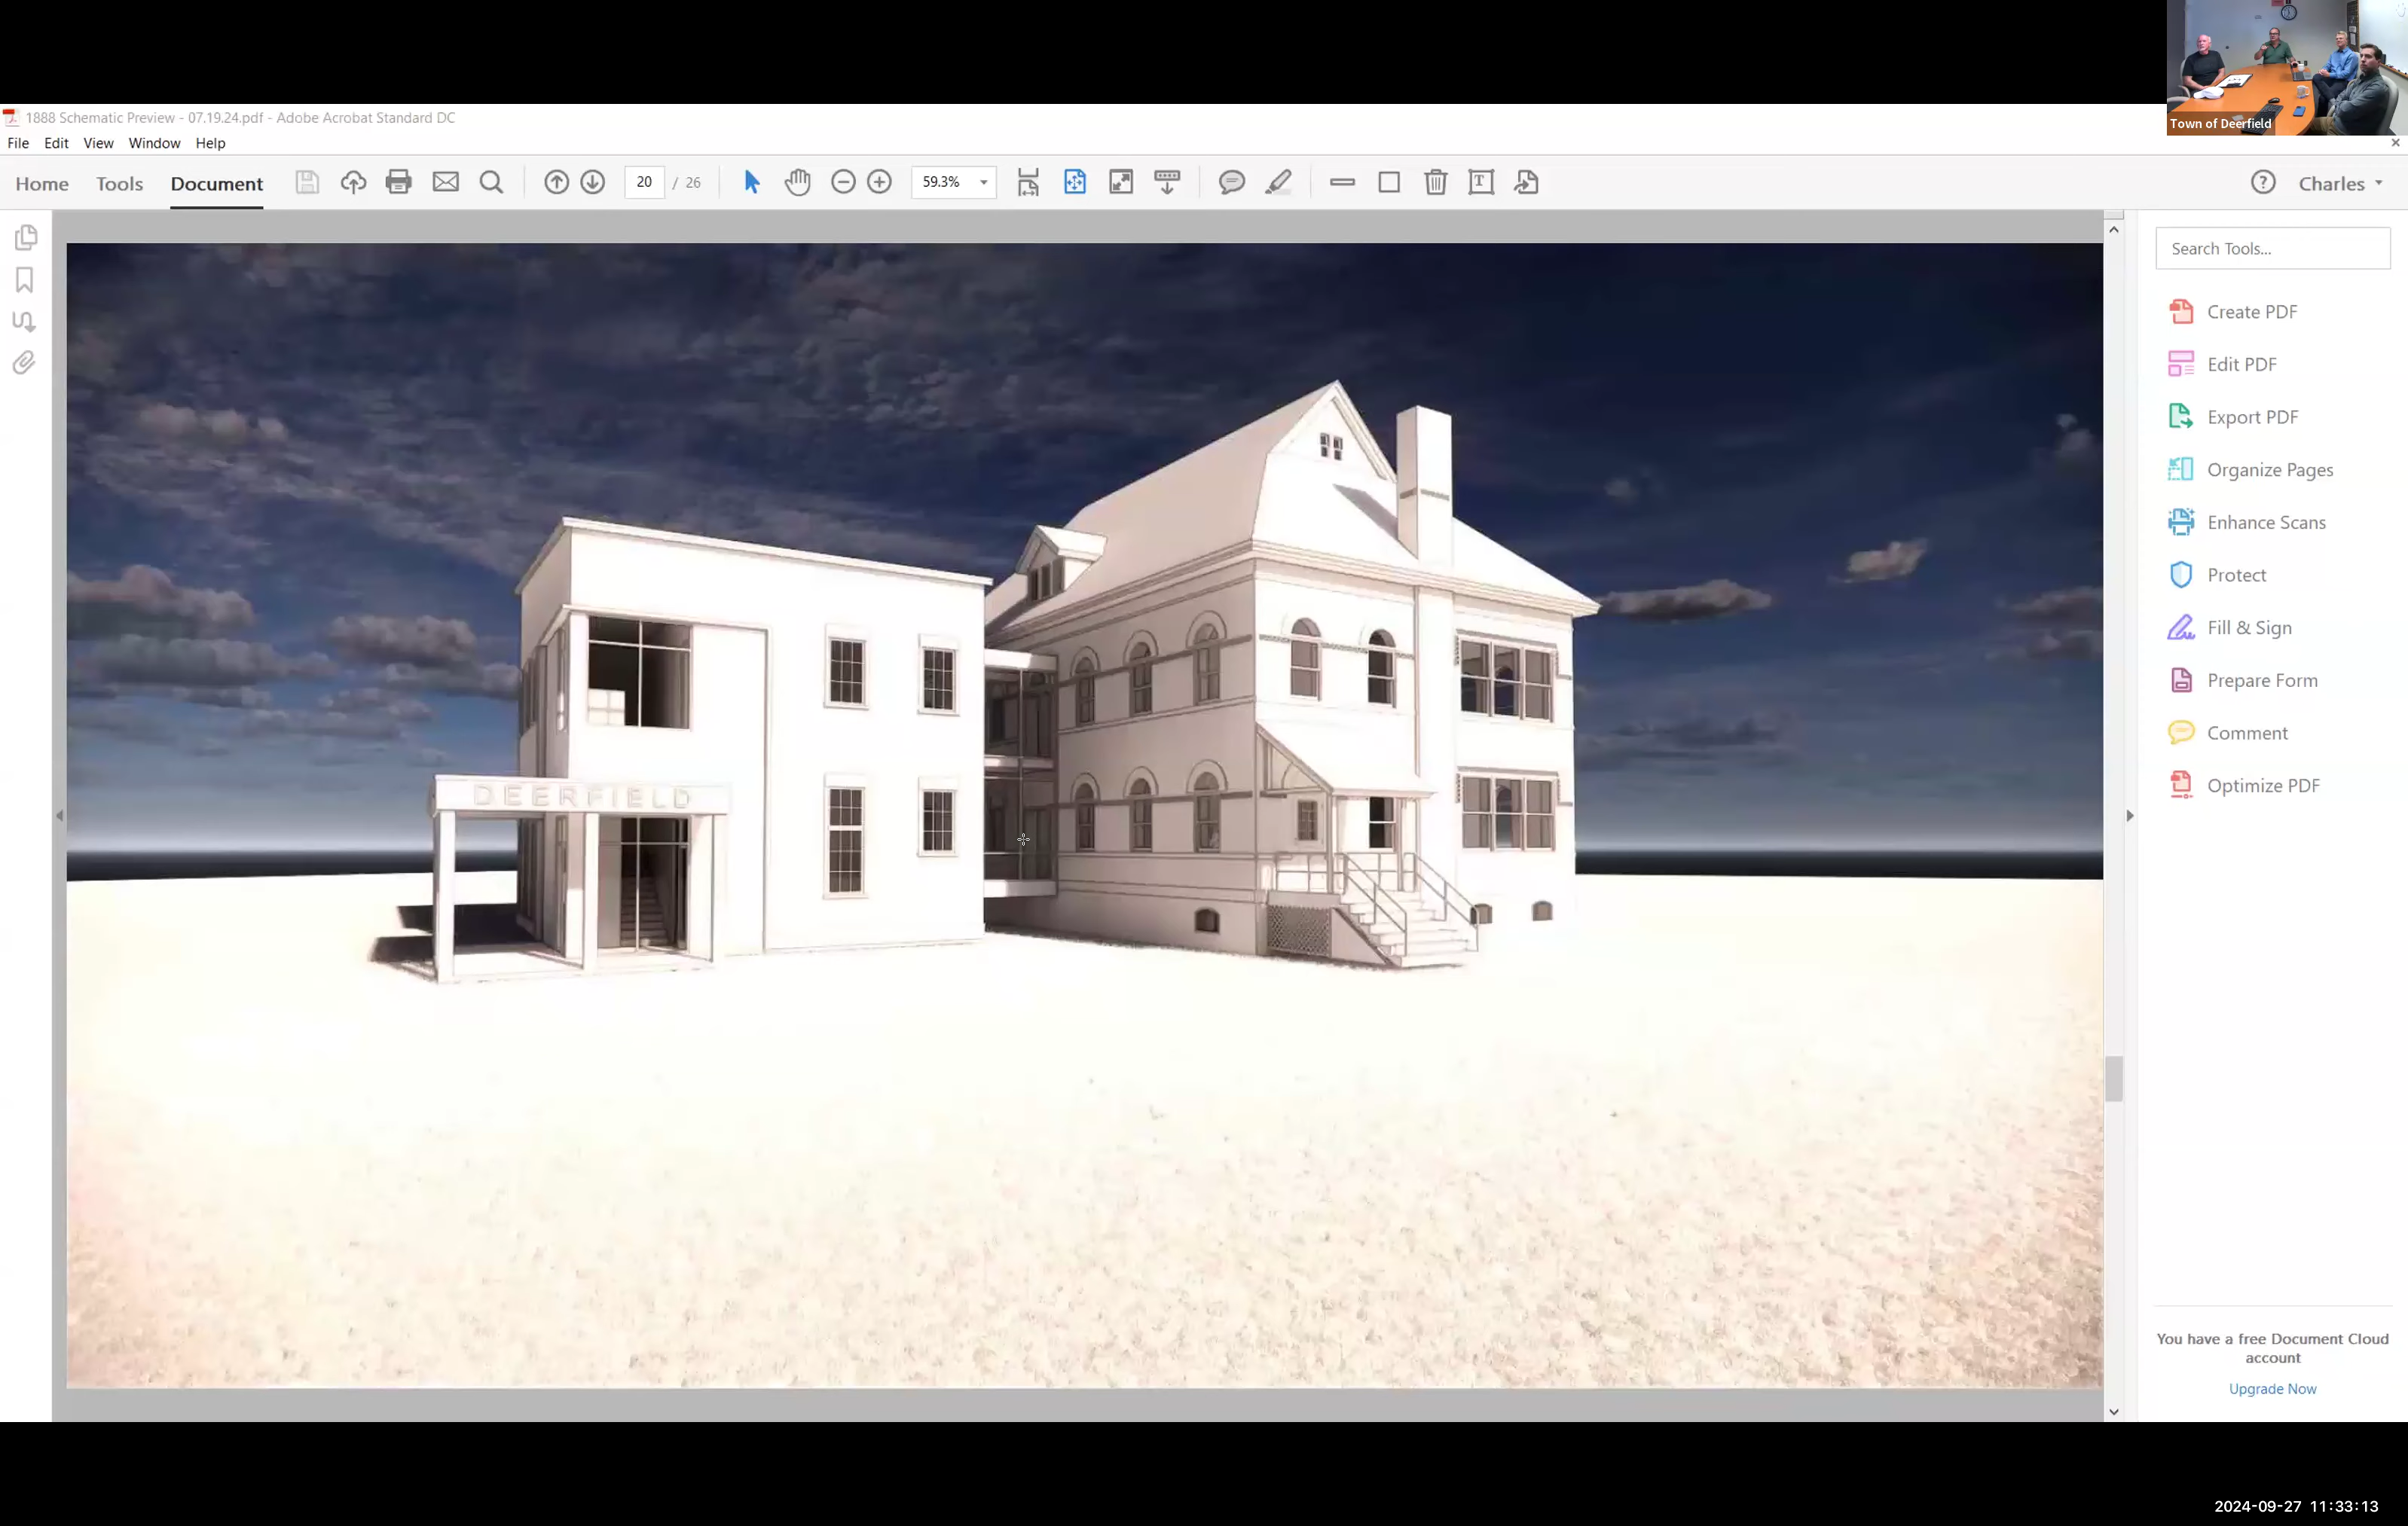 Town of Deerfield
1888 Schematic Preview - 07.19.24.pdf - Adobe Acrobat Standard DC
File Edit View Window Help
Home Tools Document 20 / 26 59.3% Charles
Search Tools...
Create PDF
Edit PDF
Export PDF
Organize Pages
Enhance Scans
Protect
Fill & Sign
Prepare Form
Comment
Optimize PDF
DEERFIELD
You have a free Document Cloud
account
Upgrade Now
2024-09-27 11:33:13